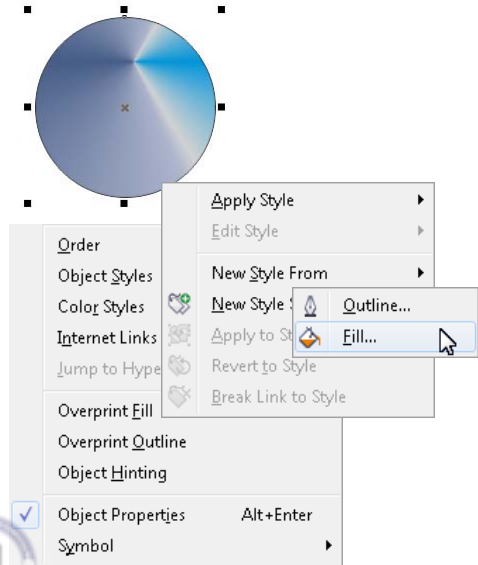 Apply Style
Edit Style
Order
Object Styles
New Style From
Color Styles
New Style
Outline...
Internet Links
Apply to
Fill...
Jump to
Revert to Style
Break Link to Style
Overprint Fill
Overprint Outline
Object Hinting
Object Properties Alt+Enter
Symbol